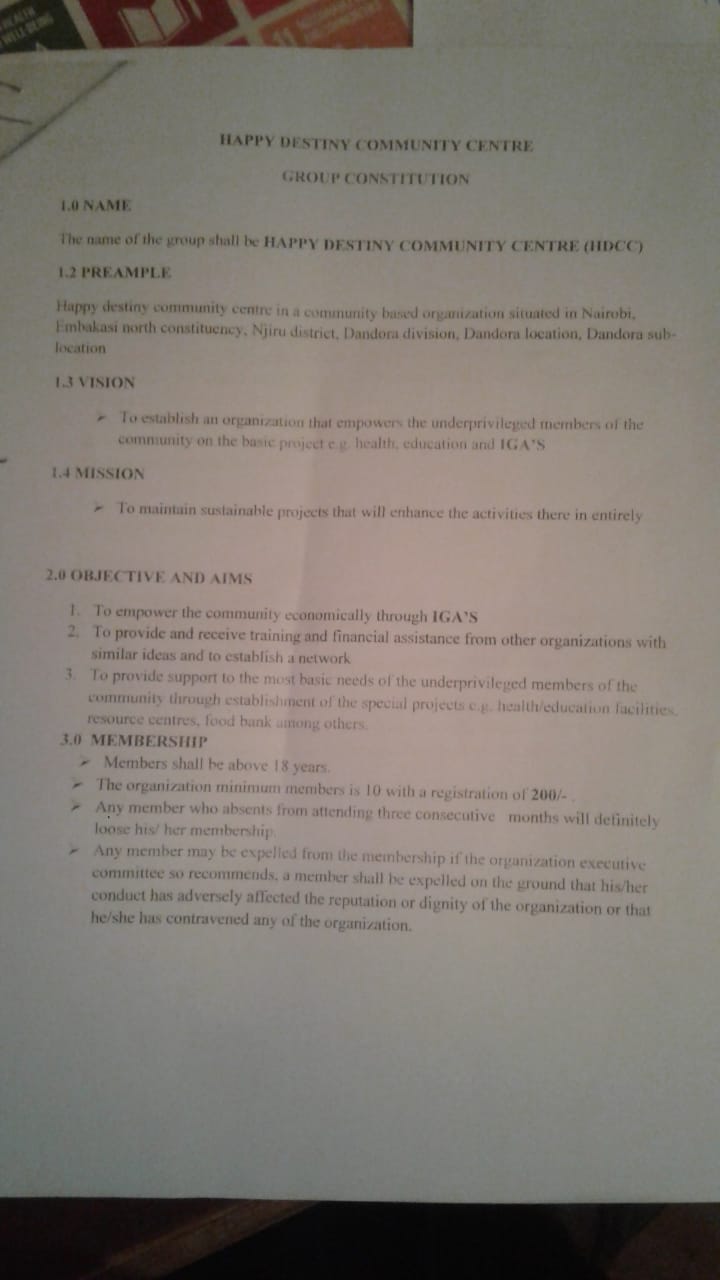 HEALTH
WELL-BEING
11
HAPPY DESTINY COMMUNITY CENTRE
GROUP CONSTITUTION
1.0 NAME
The name of the group shall be HAPPY DESTINY COMMUNITY CENTRE (HDCC)
1.2 PREAMPLE
Happy destiny community centre in a community based organization situated in Nairobi,
Embakasi north constituency, Njiru district, Dandora division, Dandora location, Dandora sub-
location
1.3 VISION
➢ To establish an organization that empowers the underprivileged members of the
community on the basic project e.g. health, education and IGA'S
1.4 MISSION
➢ To maintain sustainable projects that will enhance the activities there in entirely
2.0 OBJECTIVE AND AIMS
1. To empower the community economically through IGA'S
2. To provide and receive training and financial assistance from other organizations with
similar ideas and to establish a network
3. To provide support to the most basic needs of the underprivileged members of the
community through establishment of the special projects e.g. health/education facilities,
resource centres, food bank among others.
3.0 MEMBERSHIP
➢ Members shall be above 18 years.
➢ The organization minimum members is 10 with a registration of 200/- .
➢ Any member who absents from attending three consecutive months will definitely
loose his/ her membership.
➢ Any member may be expelled from the membership if the organization executive
committee so recommends, a member shall be expelled on the ground that his/her
conduct has adversely affected the reputation or dignity of the organization or that
he/she has contravened any of the organization.